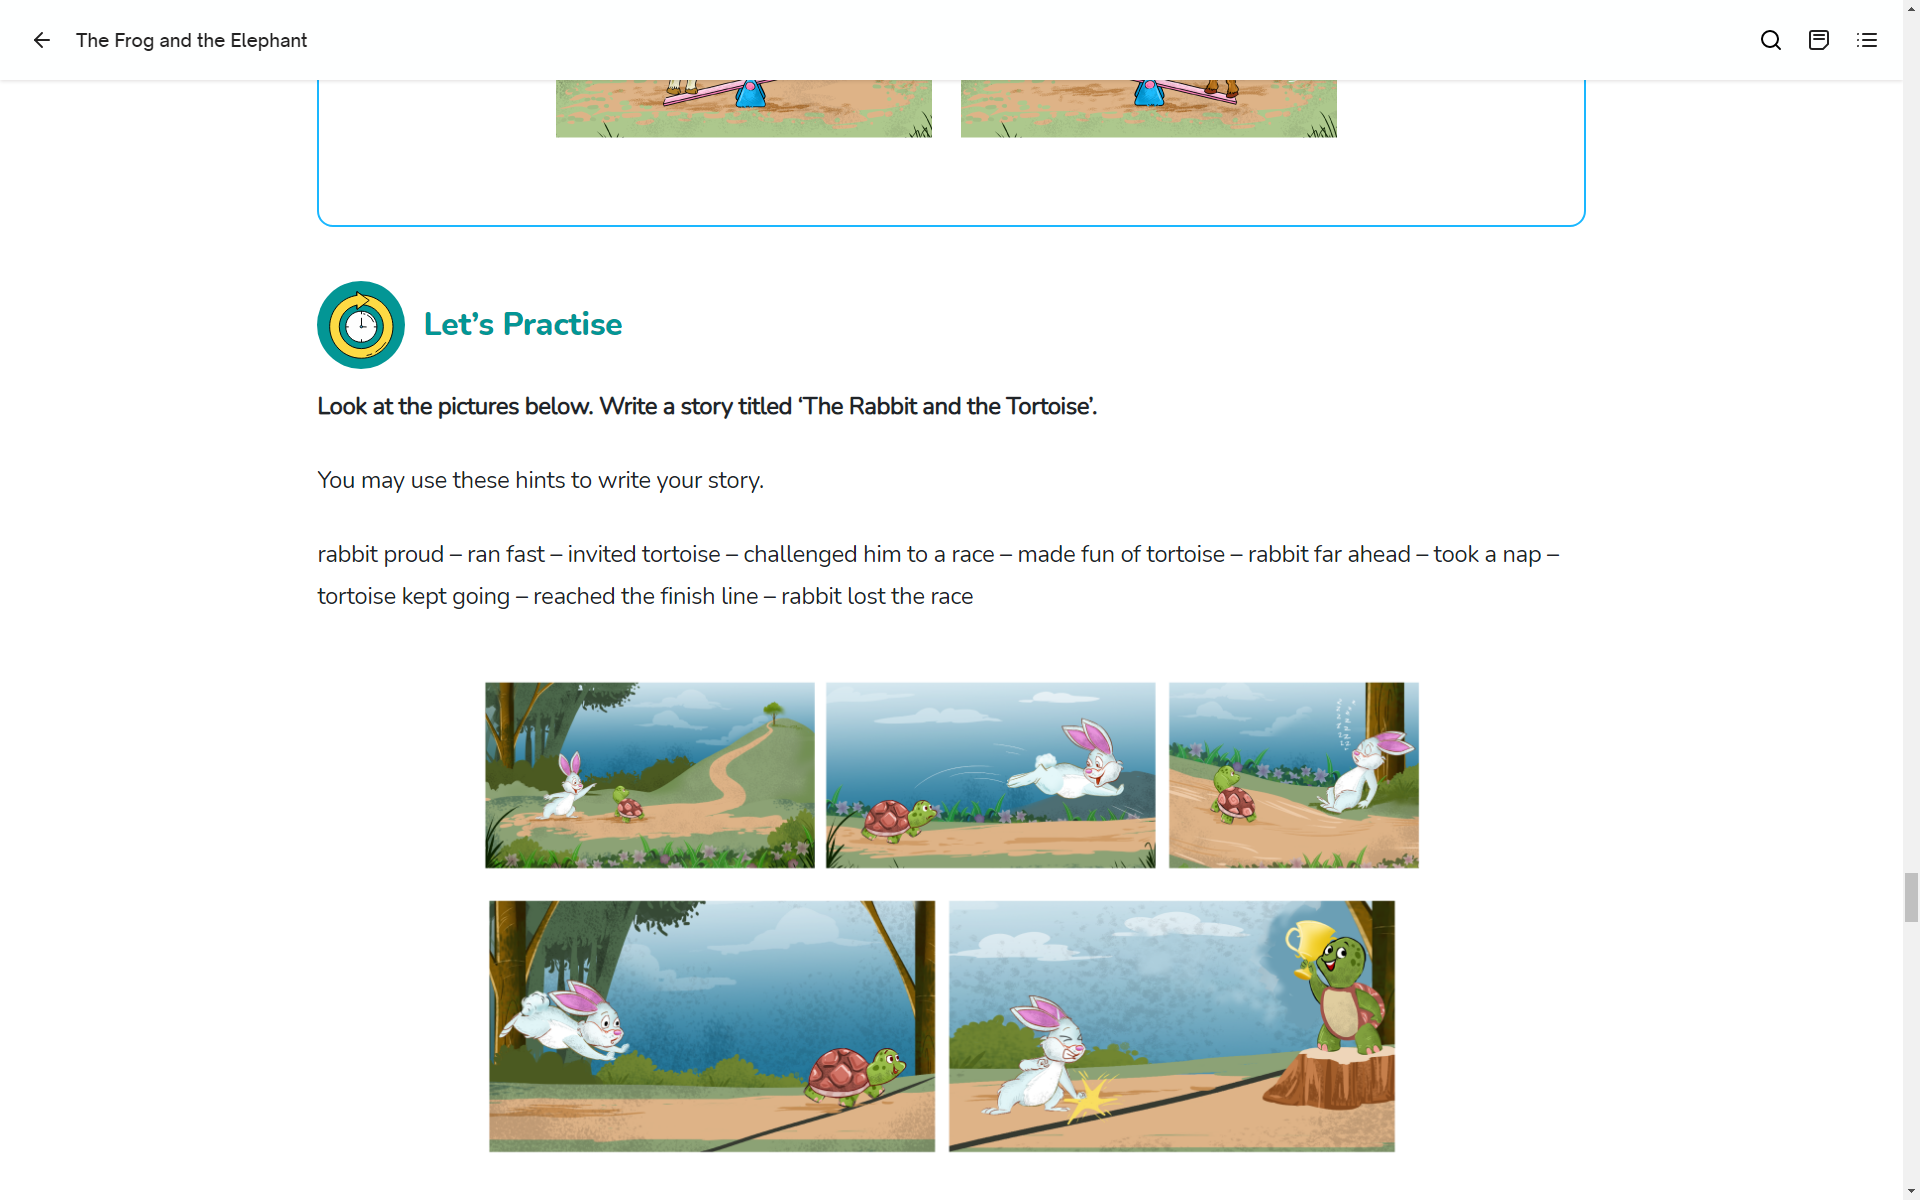 The Frog and the Elephant
Let’s Practise
Look at the pictures below. Write a story titled ‘The Rabbit and the Tortoise’.
You may use these hints to write your story.
rabbit proud – ran fast – invited tortoise – challenged him to a race – made fun of tortoise – rabbit far ahead – took a nap –
tortoise kept going – reached the finish line – rabbit lost the race